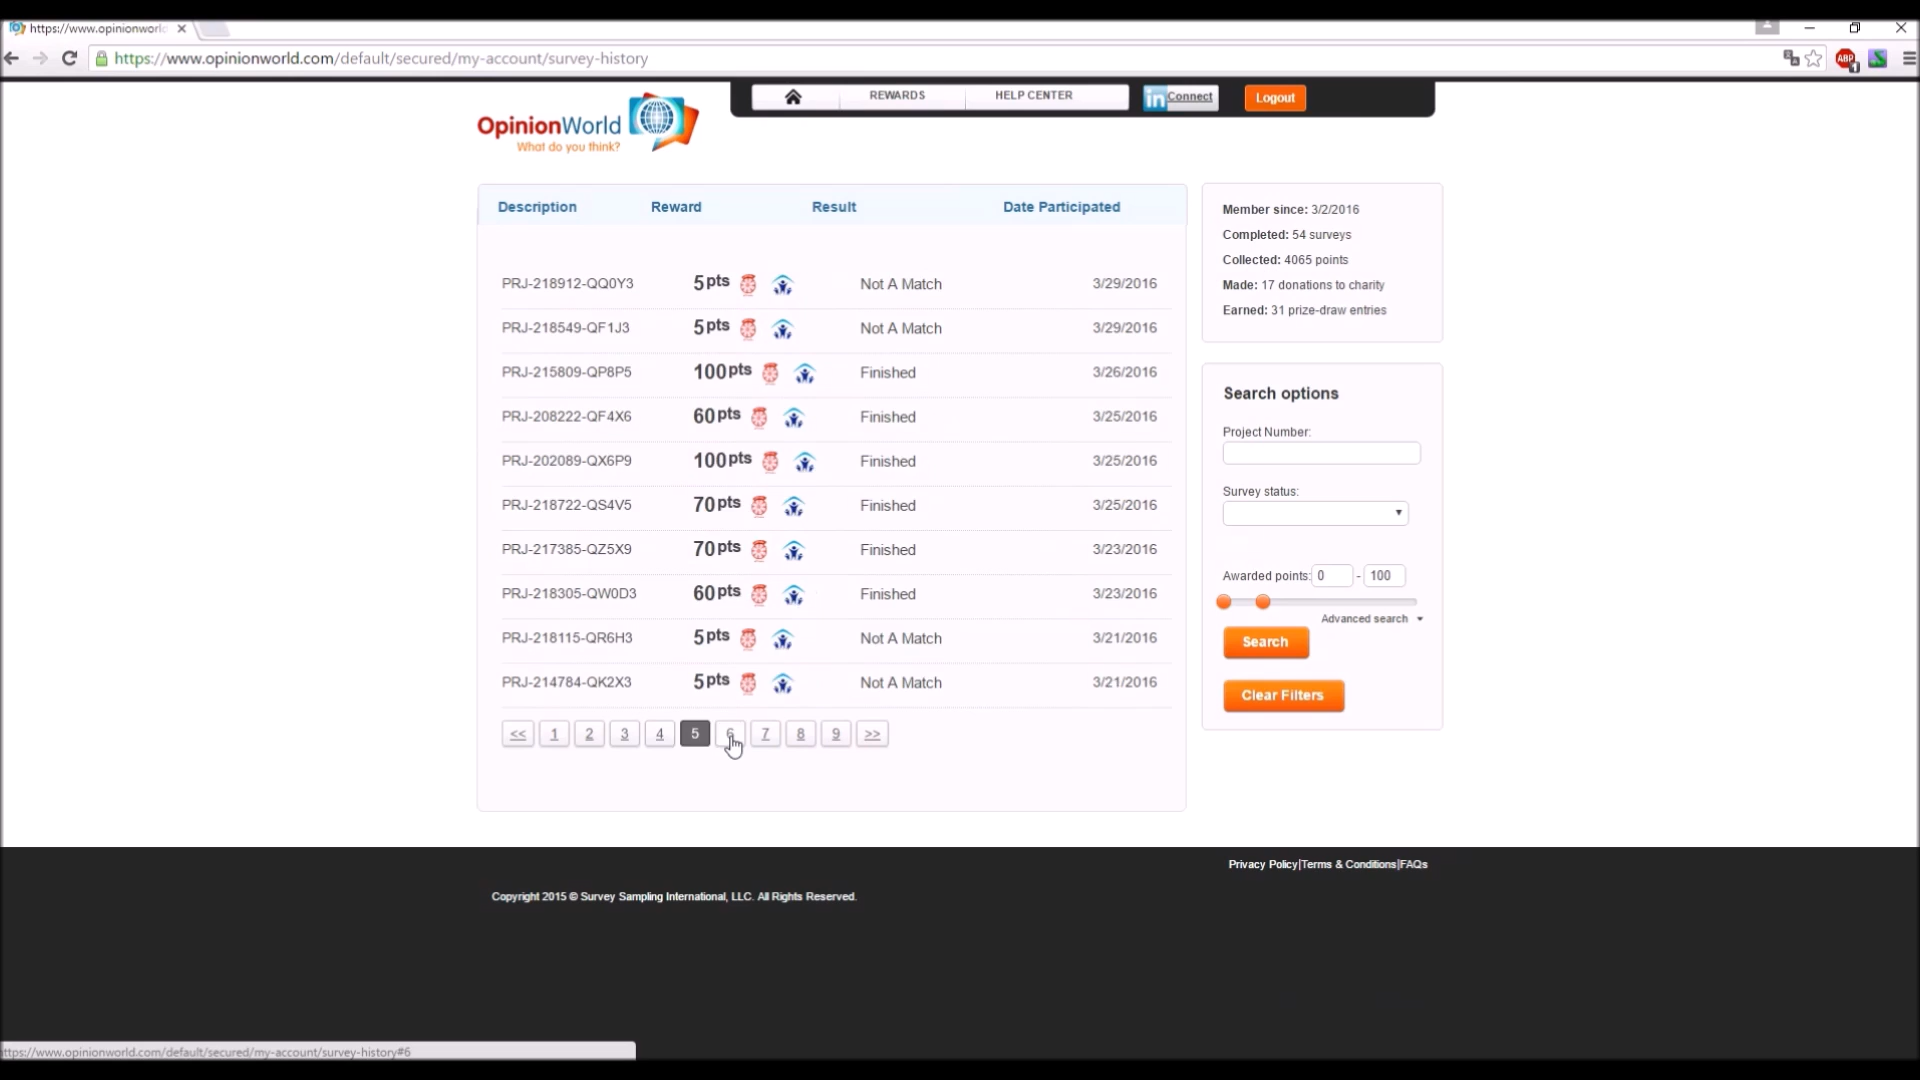 https://www.opinionworl
https://www.opinionworld.com/default/secured/my-account/survey-history
ABP
1
REWARDS
HELP CENTER
in Connect
Logout
OpinionWorld
What do you think?
Description Reward Result Date Participated
PRJ-218912-QQ0Y3 5pts Not A Match 3/29/2016
PRJ-218549-QF1J3 5pts Not A Match 3/29/2016
PRJ-215809-QP8P5 100pts Finished 3/26/2016
PRJ-208222-QF4X6 60pts Finished 3/25/2016
PRJ-202089-QX6P9 100pts Finished 3/25/2016
PRJ-218722-QS4V5 70pts Finished 3/25/2016
PRJ-217385-QZ5X9 70pts Finished 3/23/2016
PRJ-218305-QW0D3 60pts Finished 3/23/2016
PRJ-218115-QR6H3 5pts Not A Match 3/21/2016
PRJ-214784-QK2X3 5pts Not A Match 3/21/2016
<< 1 2 3 4 5 6 7 8 9 >>
Member since: 3/2/2016
Completed: 54 surveys
Collected: 4065 points
Made: 17 donations to charity
Earned: 31 prize-draw entries
Search options
Project Number:
Survey status:
Awarded points: 0 - 100
Advanced search
Search
Clear Filters
Privacy Policy|Terms & Conditions|FAQs
Copyright 2015 © Survey Sampling International, LLC. All Rights Reserved.
ttps://www.opinionworld.com/default/secured/my-account/survey-history#6